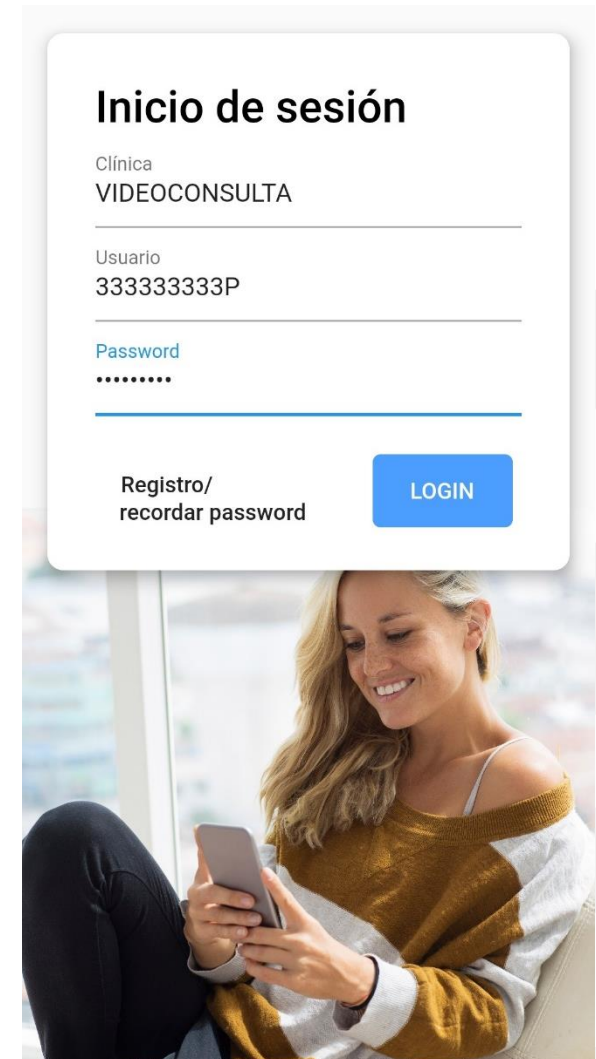 Inicio de sesión
Clínica
VIDEOCONSULTA
Usuario
333333333P
Password
•••••••••
Registro/
recordar password
LOGIN